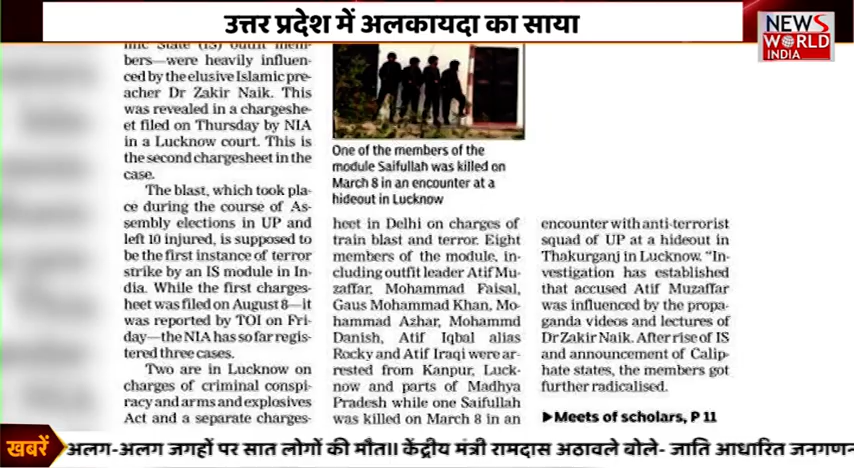 उत्तर प्रदेश में अलकायदा का साया
NEWS
WORLD
INDIA
mic State (IS) outfit mem-
bers—were heavily influen-
ced by the elusive Islamic pre-
acher Dr Zakir Naik. This
was revealed in a chargeshe-
et filed on Thursday by NIA
in a Lucknow court. This is
the second chargesheet in the
case.
The blast, which took pla-
ce during the course of As-
sembly elections in UP and
left 10 injured, is supposed to
be the first instance of terror
strike by an IS module in In-
dia. While the first charges-
heet was filed on August 8—it
was reported by TOI on Fri-
day—the NIA has so far regis-
tered three cases.
Two are in Lucknow on
charges of criminal conspi-
racy and arms and explosives
Act and a separate charges-
One of the members of the
module Saifullah was killed on
March 8 in an encounter at a
hideout in Lucknow
heet in Delhi on charges of
train blast and terror. Eight
members of the module, in-
cluding outfit leader Atif Mu-
zaffar, Mohammad Faisal,
Gaus Mohammad Khan, Mo-
hammad Azhar, Mohammd
Danish, Atif Iqbal alias
Rocky and Atif Iraqi were ar-
rested from Kanpur, Luck-
now and parts of Madhya
Pradesh while one Saifullah
was killed on March 8 in an
encounter with anti-terrorist
squad of UP at a hideout in
Thakurganj in Lucknow. “In-
vestigation has established
that accused Atif Muzaffar
was influenced by the propa-
ganda videos and lectures of
Dr Zakir Naik. After rise of IS
and announcement of Calip-
hate states, the members got
further radicalised.
▶Meets of scholars, P 11
खबरें
अलग-अलग जगहों पर सात लोगों की मौत॥ केंद्रीय मंत्री रामदास अठावले बोले- जाति आधारित जनगणन